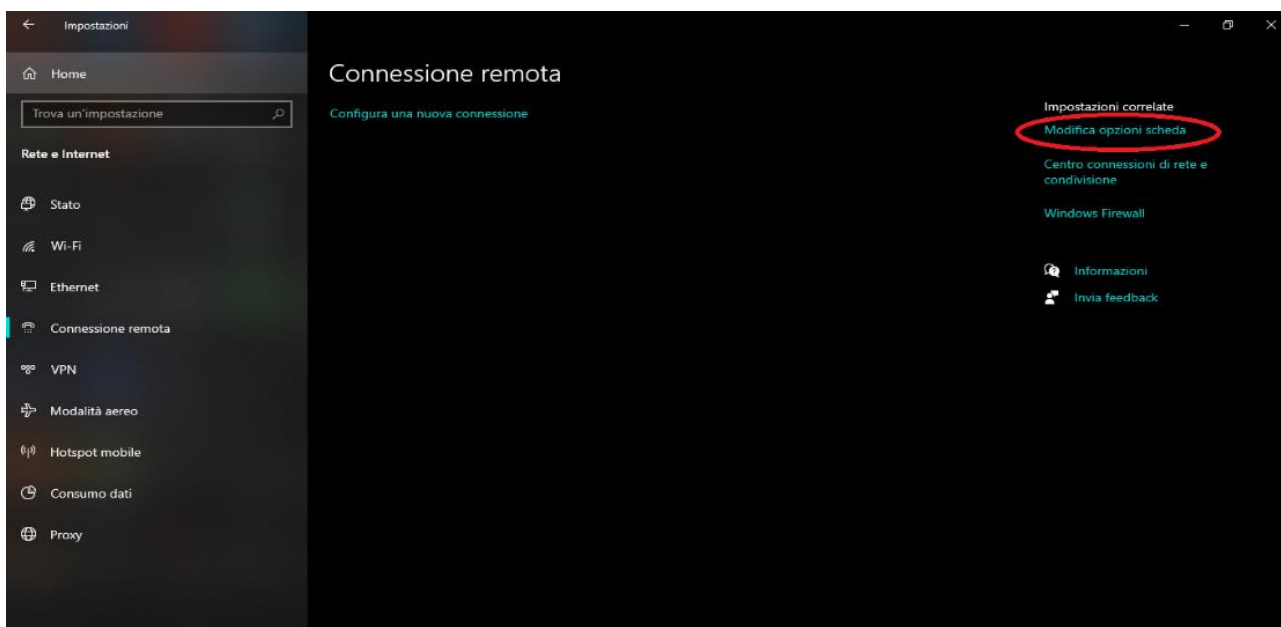 Impostazioni
Home
Trova un'impostazione
Rete e Internet
Stato
Wi-Fi
Ethernet
Connessione remota
VPN
Modalità aereo
Hotspot mobile
Consumo dati
Proxy
Connessione remota
Configura una nuova connessione
Impostazioni correlate
Modifica opzioni scheda
Centro connessioni di rete e
condivisione
Windows Firewall
Informazioni
Invia feedback